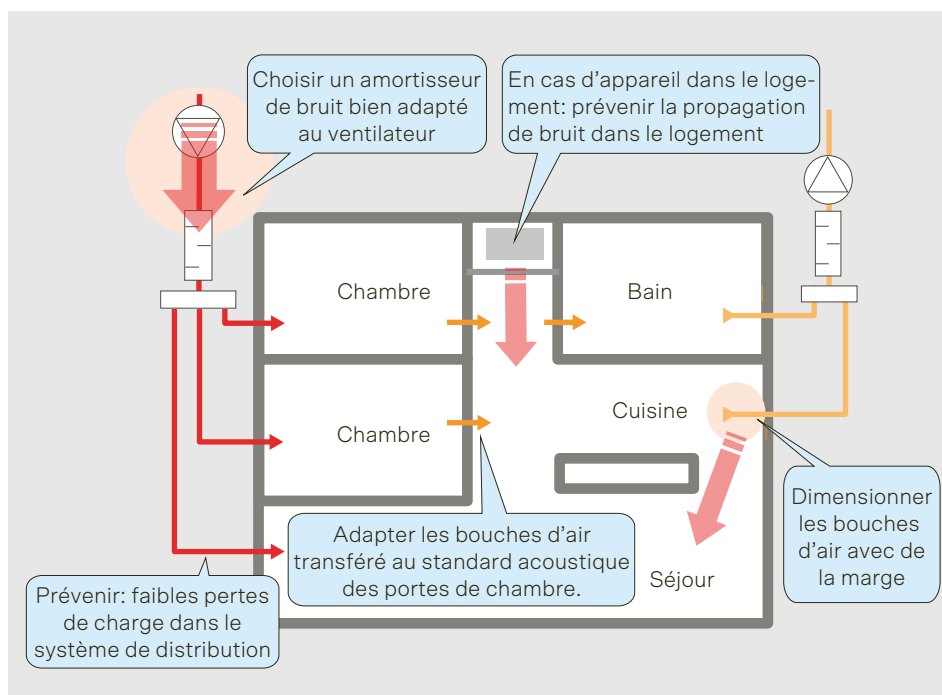 Choisir un amortisseur
de bruit bien adapté
au ventilateur
En cas d’appareil dans le loge-
ment: prévenir la propagation
de bruit dans le logement
Chambre
Bain
Chambre
Cuisine
Adapter les bouches d’air
transféré au standard acoustique
des portes de chambre.
Séjour
Dimensionner
les bouches
d’air avec de
la marge
Prévenir: faibles pertes
de charge dans le
système de distribution